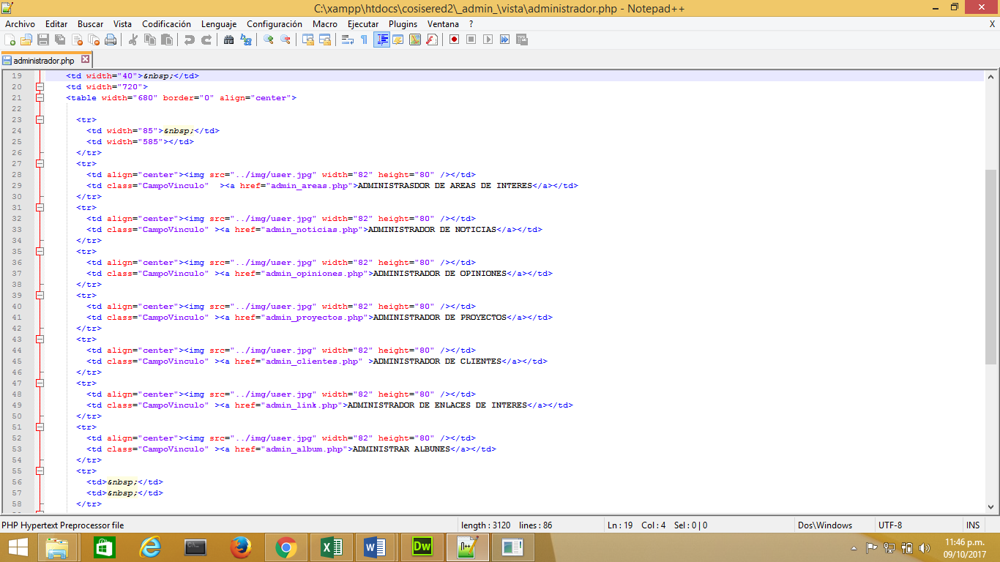 C:\xampp\htdocs\cosisered2\_admin_\vista\administrador.php - Notepad++
Archivo Editar Buscar Vista Codificación Lenguaje Configuración Macro Ejecutar Plugins Ventana ? X
administrador.php
19 <td width="40">&nbsp;</td>
20 <td width="720">
21 <table width="680" border="0" align="center">
22
23 <tr>
24 <td width="85">&nbsp;</td>
25 <td width="585"></td>
26 </tr>
27 <tr>
28 <td align="center"><img src="../img/user.jpg" width="82" height="80" /></td>
29 <td class="CampoVinculo"  ><a href="admin_areas.php">ADMINISTRASDOR DE AREAS DE INTERES</a></td>
30 </tr>
31 <tr>
32 <td align="center"><img src="../img/user.jpg" width="82" height="80" /></td>
33 <td class="CampoVinculo" ><a href="admin_noticias.php">ADMINISTRADOR DE NOTICIAS</a></td>
34 </tr>
35 <tr>
36 <td align="center"><img src="../img/user.jpg" width="82" height="80" /></td>
37 <td class="CampoVinculo" ><a href="admin_opiniones.php">ADMINISTRADOR DE OPINIONES</a></td>
38 </tr>
39 <tr>
40 <td align="center"><img src="../img/user.jpg" width="82" height="80" /></td>
41 <td class="CampoVinculo" ><a href="admin_proyectos.php">ADMINISTRADOR DE PROYECTOS</a></td>
42 </tr>
43 <tr>
44 <td align="center"><img src="../img/user.jpg" width="82" height="80" /></td>
45 <td class="CampoVinculo" ><a href="admin_clientes.php" >ADMINISTRADOR DE CLIENTES</a></td>
46 </tr>
47 <tr>
48 <td align="center"><img src="../img/user.jpg" width="82" height="80" /></td>
49 <td class="CampoVinculo" ><a href="admin_link.php">ADMINISTRADOR DE ENLACES DE INTERES</a></td>
50 </tr>
51 <tr>
52 <td align="center"><img src="../img/user.jpg" width="82" height="80" /></td>
53 <td class="CampoVinculo" ><a href="admin_album.php">ADMINISTRAR ALBUNES</a></td>
54 </tr>
55 <tr>
56 <td>&nbsp;</td>
57 <td>&nbsp;</td>
58 </tr>
PHP Hypertext Preprocessor file length : 3120 lines : 86 Ln : 19 Col : 4 Sel : 0 | 0 Dos\Windows UTF-8 INS
Dw
11:46 p.m.
09/10/2017